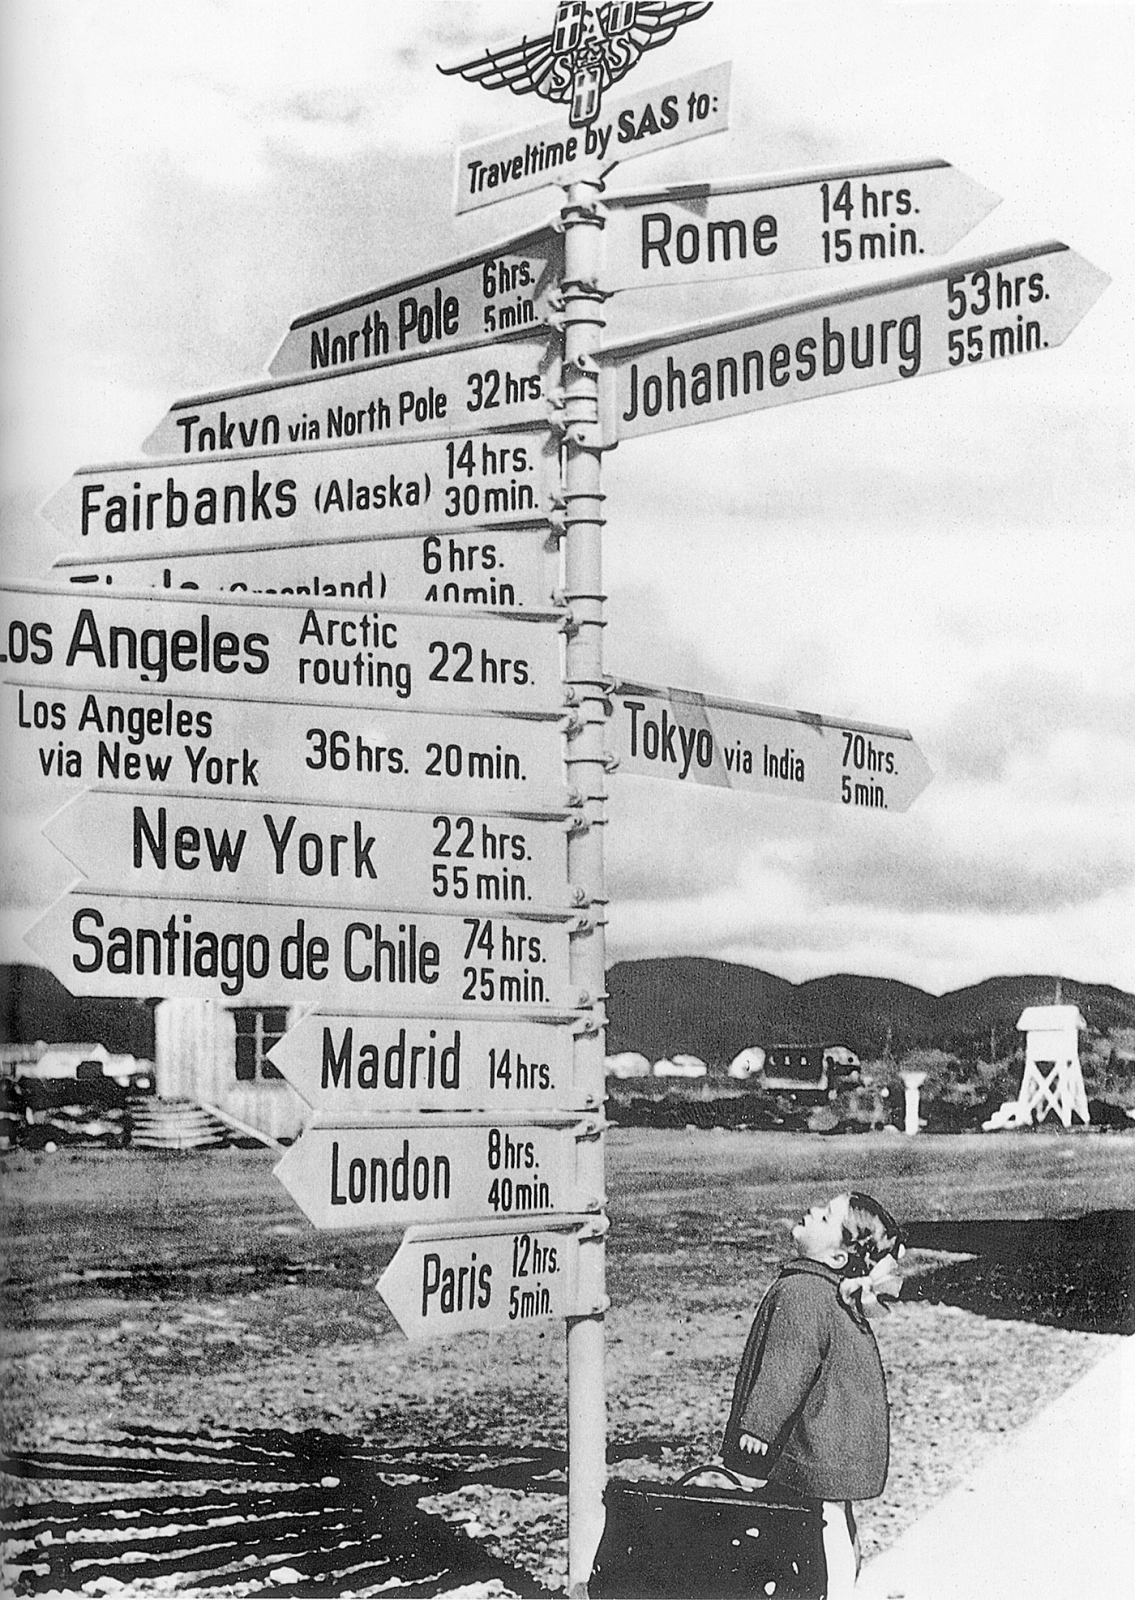 SAS
Traveltime by SAS to:
Rome 14 hrs.
15 min.
North Pole 6 hrs.
5 min.
Johannesburg 53 hrs.
55 min.
Tokyo via North Pole 32 hrs.
Fairbanks (Alaska) 14 hrs.
30 min.
(Greenland) 6 hrs.
40 min.
Los Angeles Arctic
routing 22 hrs.
Los Angeles
via New York 36 hrs. 20 min.
Tokyo via India 70 hrs.
5 min.
New York 22 hrs.
55 min.
Santiago de Chile 74 hrs.
25 min.
Madrid 14 hrs.
London 8 hrs.
40 min.
Paris 12 hrs.
5 min.